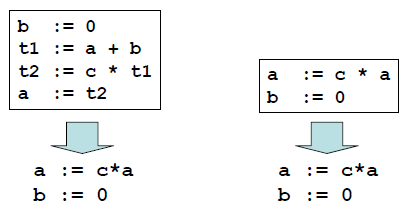 b  := 0
t1 := a + b
t2 := c * t1
a  := t2
a := c*a
b := 0
a  := c * a
b  := 0
a := c*a
b := 0